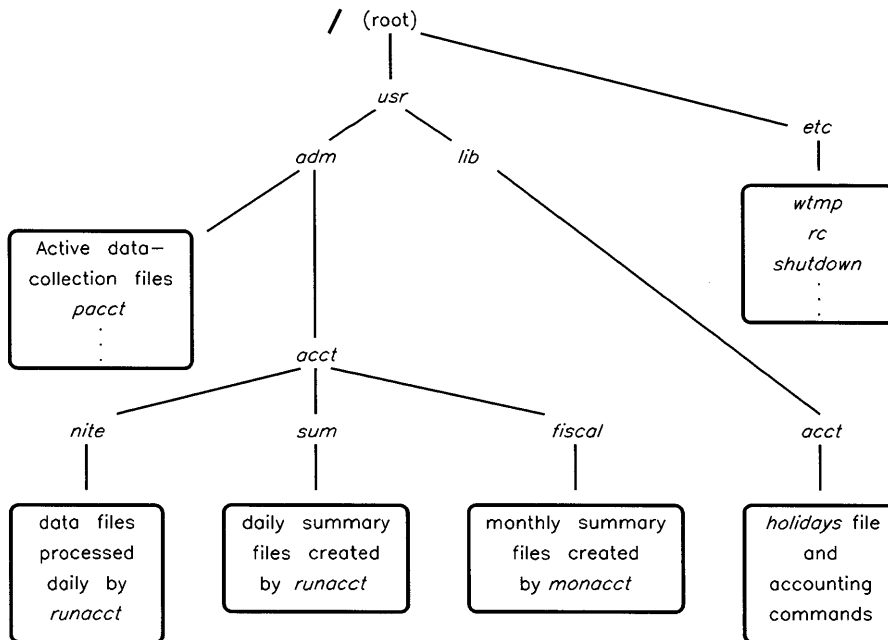 / (root)
usr
etc
adm
lib
wtmp
rc
shutdown
.
.
.
Active data-
collection files
pacct
.
.
.
acct
nite
sum
fiscal
acct
data files
processed
daily by
runacct
daily summary
files created
by runacct
monthly summary
files created
by monacct
holidays file
and
accounting
commands